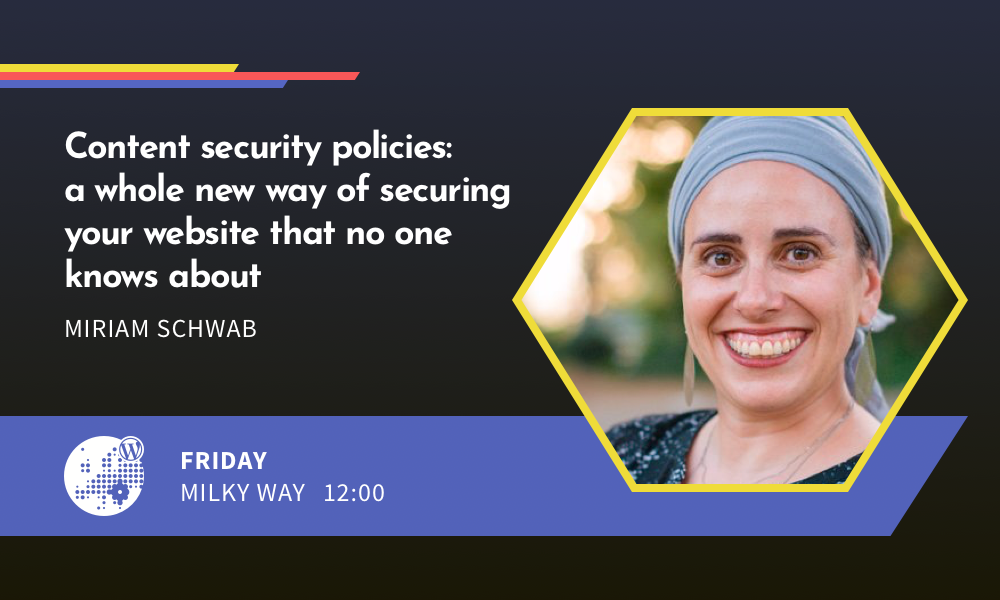 Content security policies:
a whole new way of securing
your website that no one
knows about
MIRIAM SCHWAB
W
FRIDAY
MILKY WAY 12:00